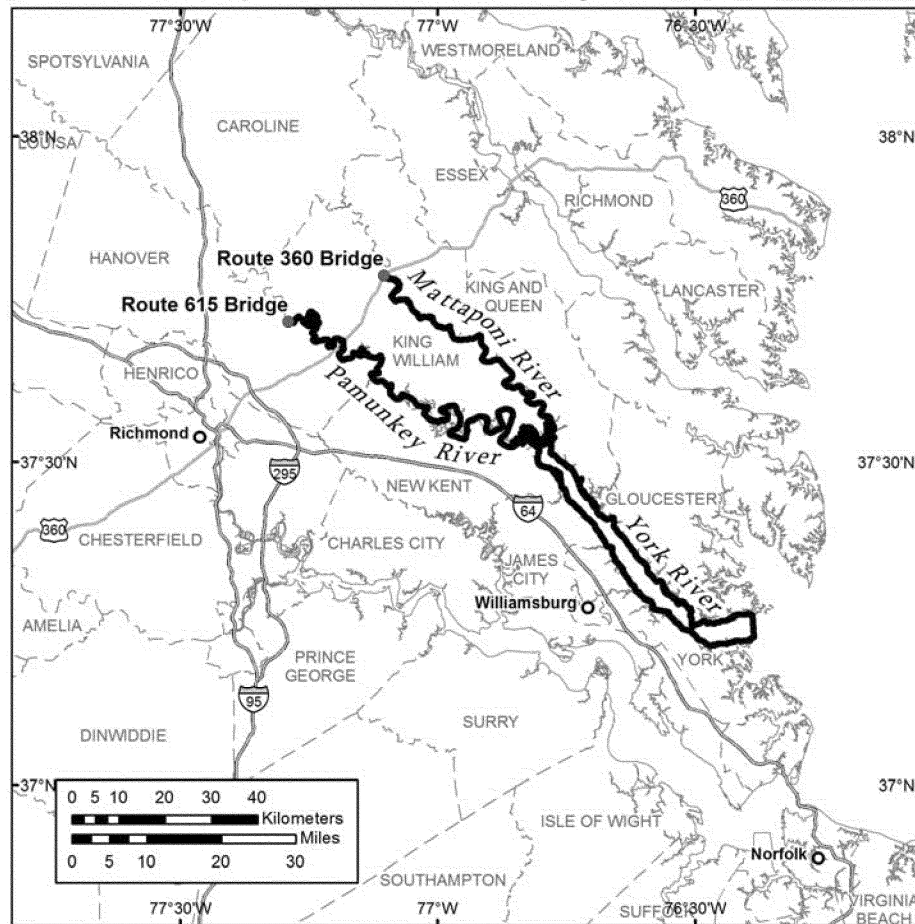 77°30'W
77°0'W
76°30'W
WESTMORELAND
SPOTSYLVANIA
CAROLINE
38°N
38°N
LOUISA
ESSEX
RICHMOND
360
HANOVER
Route 360 Bridge
Mattaponi River
KING AND
QUEEN
LANCASTER
Route 615 Bridge
KING
WILLIAM
HENRICO
Pamunkey River
Richmond
37°30'N
37°30'N
295
NEW KENT
GLOUCESTER
64
360
York River
CHESTERFIELD
CHARLES CITY
JAMES
CITY
Williamsburg
AMELIA
YORK
PRINCE
GEORGE
95
SURRY
DINWIDDIE
37°N
37°N
0 5 10 20 30 40
Kilometers
Miles
0 5 10 20 30
ISLE OF WIGHT
Norfolk
SOUTHAMPTON
VIRGINIA
BEACH
SUFFO
77°30'W
77°0'W
76°30'W